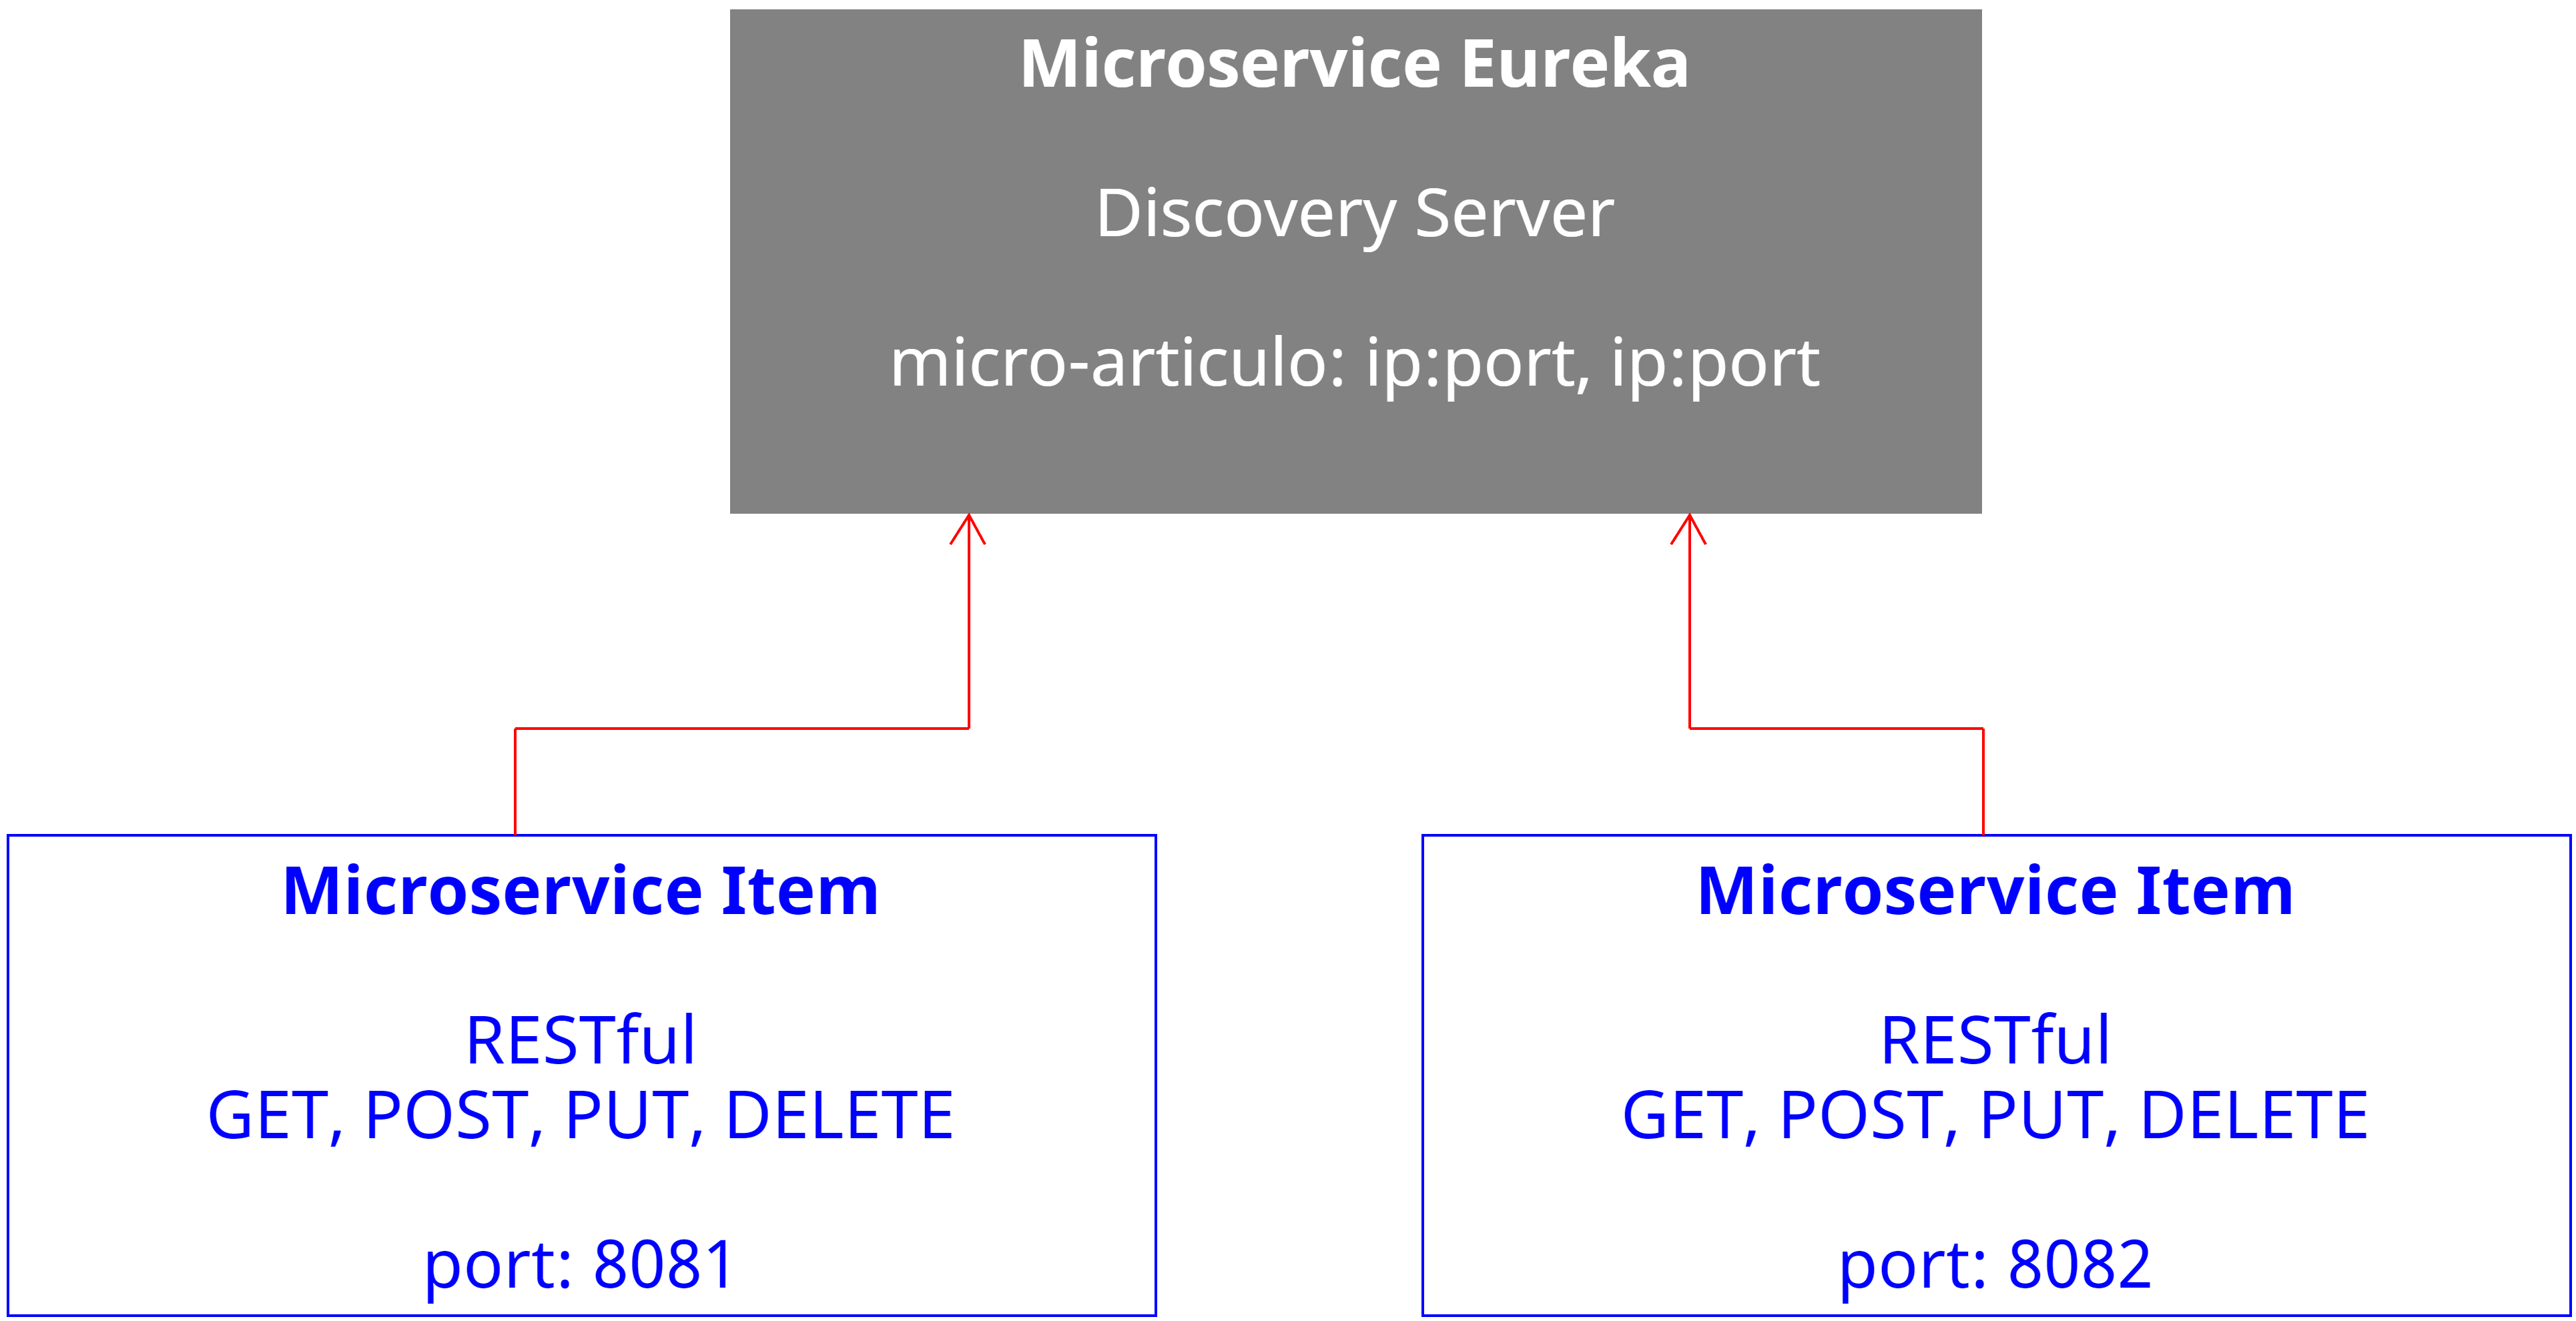 Microservice Eureka
Discovery Server
micro-articulo: ip:port, ip:port
Microservice Item
RESTful
GET, POST, PUT, DELETE
port: 8081
Microservice Item
RESTful
GET, POST, PUT, DELETE
port: 8082